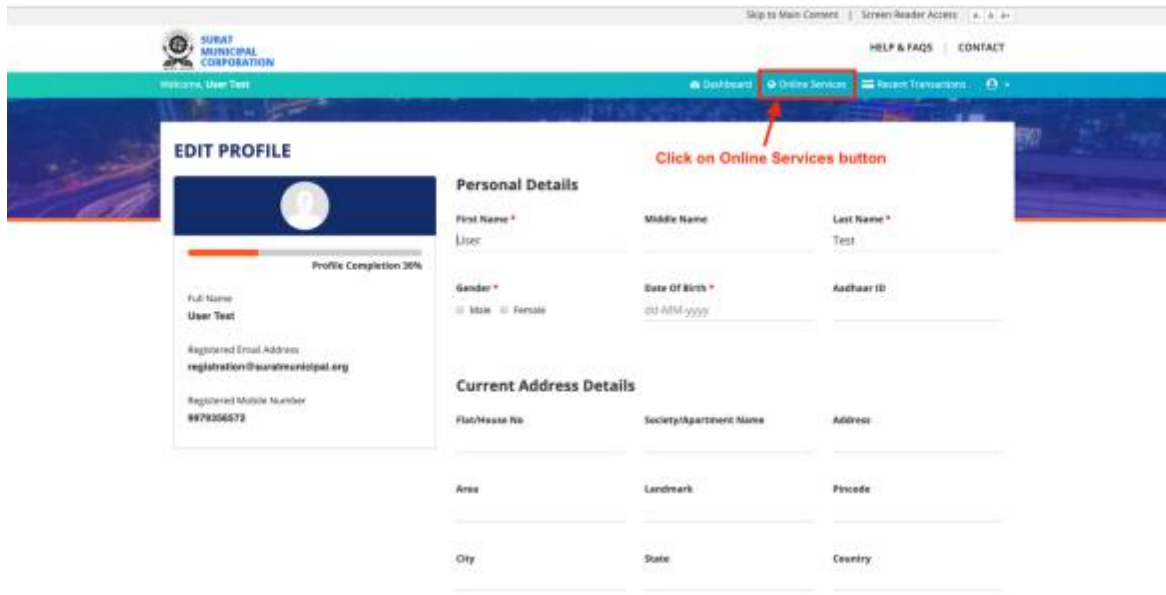 Skip to Main Content | Screen Reader Access A- A A+
SURAT
MUNICIPAL
CORPORATION
HELP & FAQS | CONTACT
Welcome, User Test
Dashboard Online Services Recent Transactions
EDIT PROFILE
Click on Online Services button
Profile Completion 30%
Full Name
User Test
Registered Email Address
registration@suratmunicipal.org
Registered Mobile Number
9979356572
Personal Details
First Name * Middle Name Last Name *
User Test
Gender * Date Of Birth * Aadhaar ID
Male Female dd-MM-yyyy
Current Address Details
Flat/House No Society/Apartment Name Address
Area Landmark Pincode
City State Country